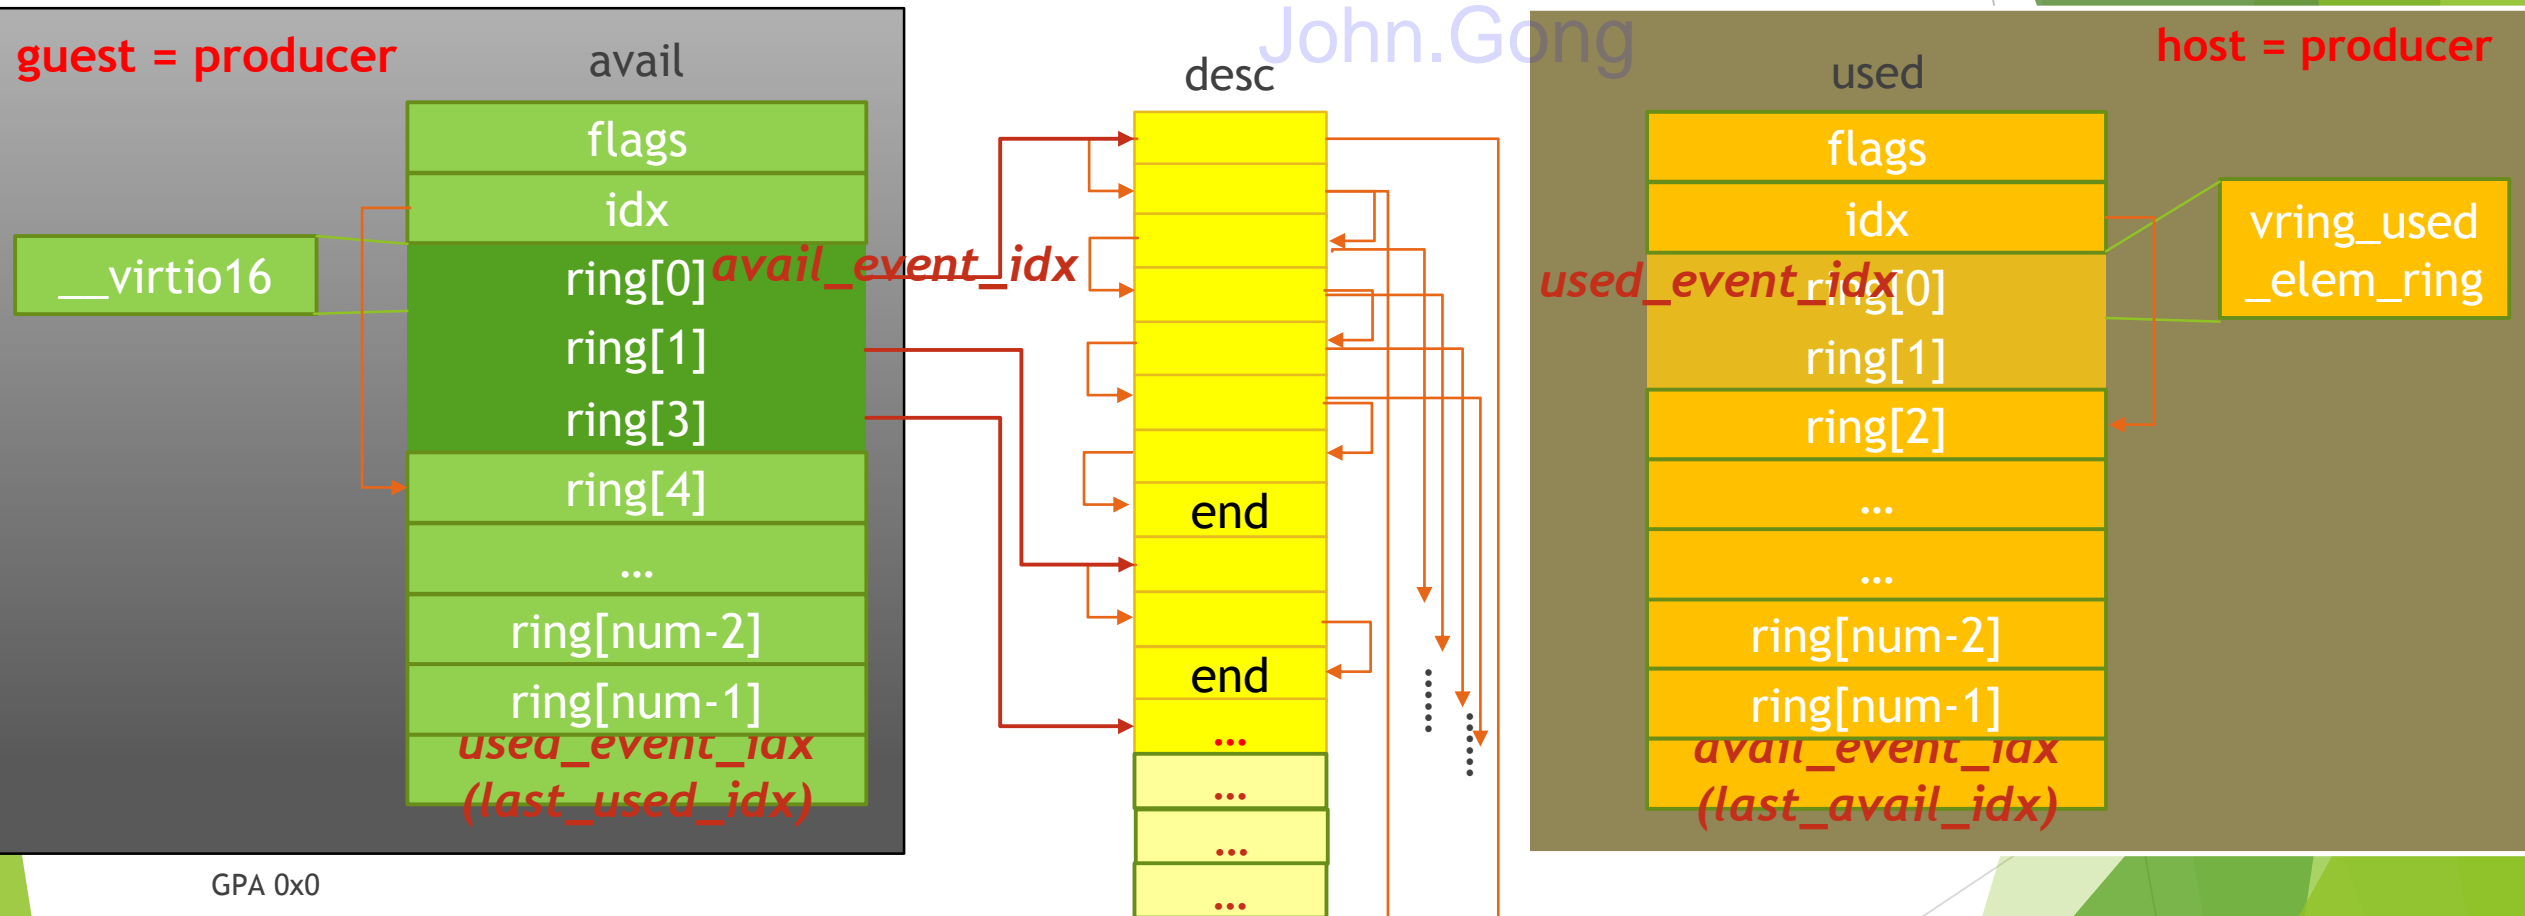 John.Gong
guest = producer
avail
flags
idx
ring[0]
avail_event_idx
ring[1]
ring[3]
ring[4]
...
ring[num-2]
ring[num-1]
used_event_idx
(last_used_idx)
__virtio16
desc
end
end
...
...
...
...
......
......
host = producer
used
flags
idx
used_event_idx
ring[0]
ring[1]
ring[2]
...
...
ring[num-2]
ring[num-1]
avail_event_idx
(last_avail_idx)
vring_used
_elem_ring
GPA 0x0